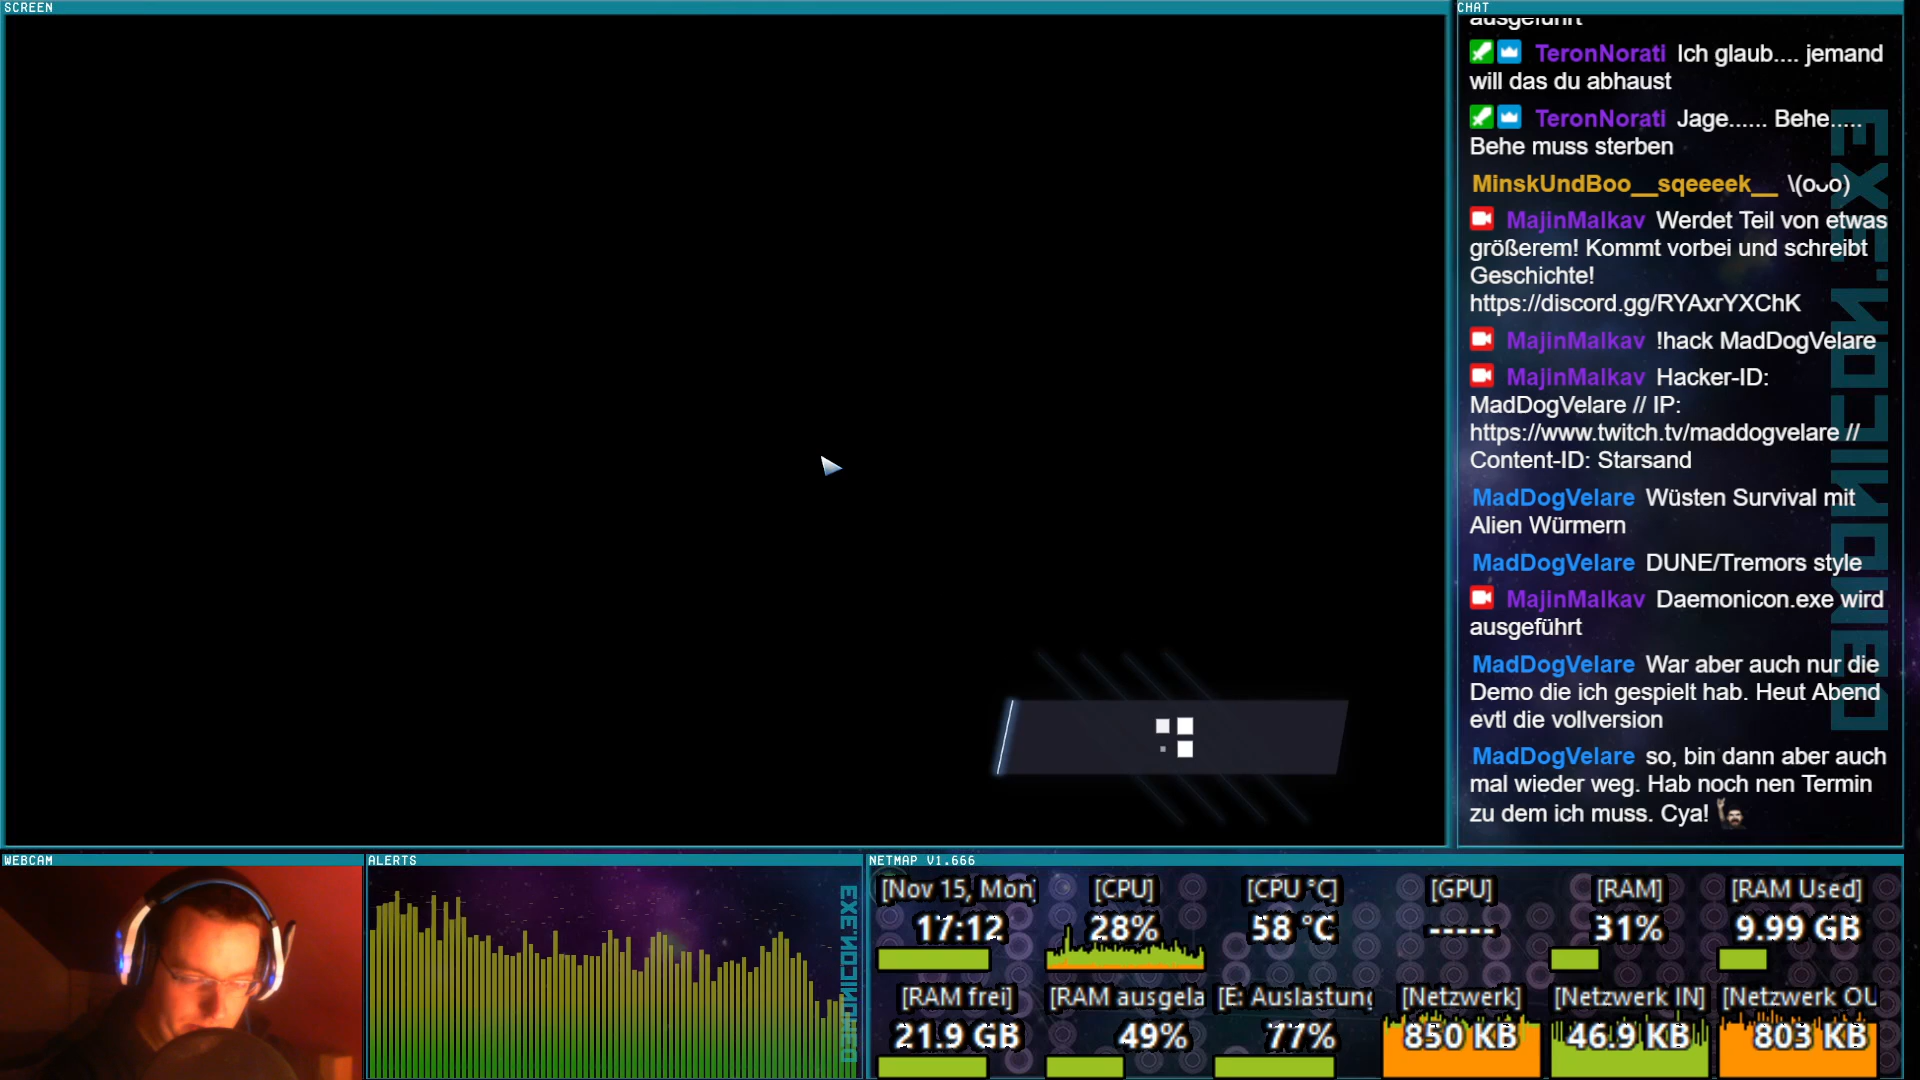 SCREEN
CHAT
ausgeführt
TeronNorati Ich glaub.... jemand
will das du abhaust
TeronNorati Jage...... Behe.....
Behe muss sterben
MinskUndBoo__sqeeeek__ \(oᴗo)
MajinMalkav Werdet Teil von etwas
größerem! Kommt vorbei und schreibt
Geschichte!
https://discord.gg/RYAxrYXChK
MajinMalkav !hack MadDogVelare
MajinMalkav Hacker-ID:
MadDogVelare // IP:
https://www.twitch.tv/maddogvelare //
Content-ID: Starsand
MadDogVelare Wüsten Survival mit
Alien Würmern
MadDogVelare DUNE/Tremors style
MajinMalkav Daemonicon.exe wird
ausgeführt
MadDogVelare War aber auch nur die
Demo die ich gespielt hab. Heut Abend
evtl die vollversion
MadDogVelare so, bin dann aber auch
mal wieder weg. Hab noch nen Termin
zu dem ich muss. Cya!
WEBCAM
ALERTS
NETMAP V1.666
[Nov 15, Mon] [CPU] [CPU °C] [GPU] [RAM] [RAM Used]
17:12 28% 58 °C ----- 31% 9.99 GB
[RAM frei] [RAM ausgela [E: Auslastung [Netzwerk] [Netzwerk IN] [Netzwerk OU
21.9 GB 49% 77% 850 KB 46.9 KB 803 KB